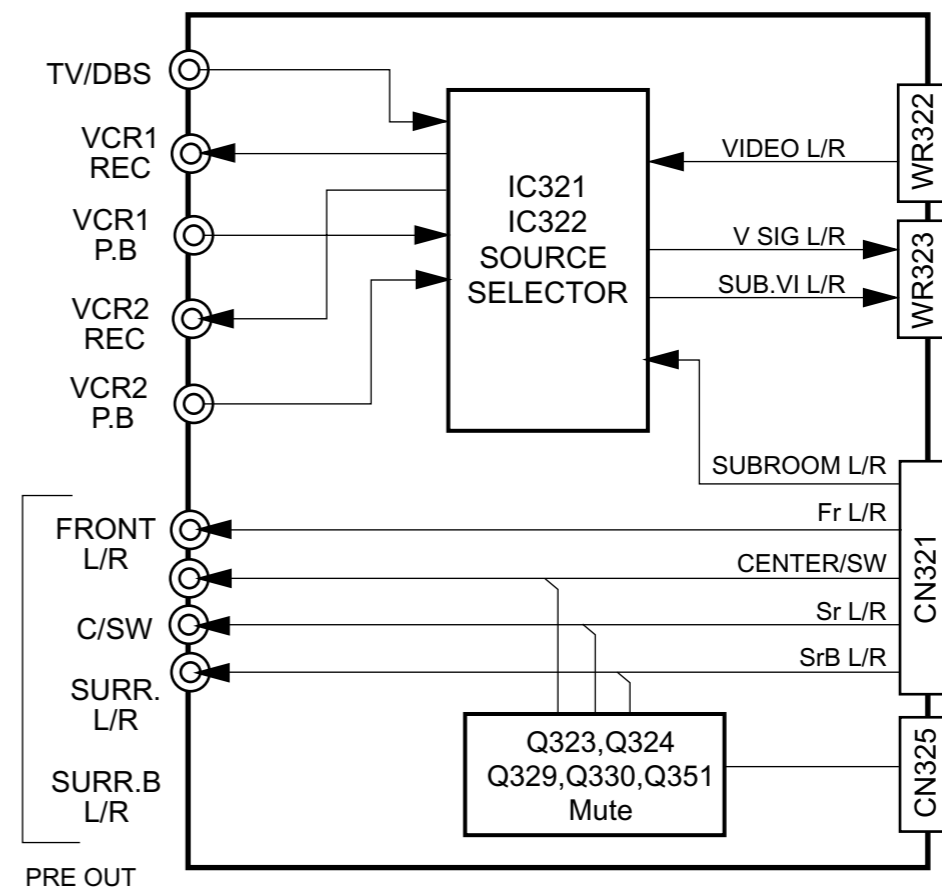 TV/DBS
VCR1
REC
VCR1
P.B
VCR2
REC
VCR2
P.B
IC321
IC322
SOURCE
SELECTOR
VIDEO L/R
V SIG L/R
SUB.VI L/R
SUBROOM L/R
WR322
WR323
FRONT
L/R
C/SW
SURR.
L/R
SURR.B
L/R
PRE OUT
Fr L/R
CENTER/SW
Sr L/R
SrB L/R
CN321
Q323,Q324
Q329,Q330,Q351
Mute
CN325